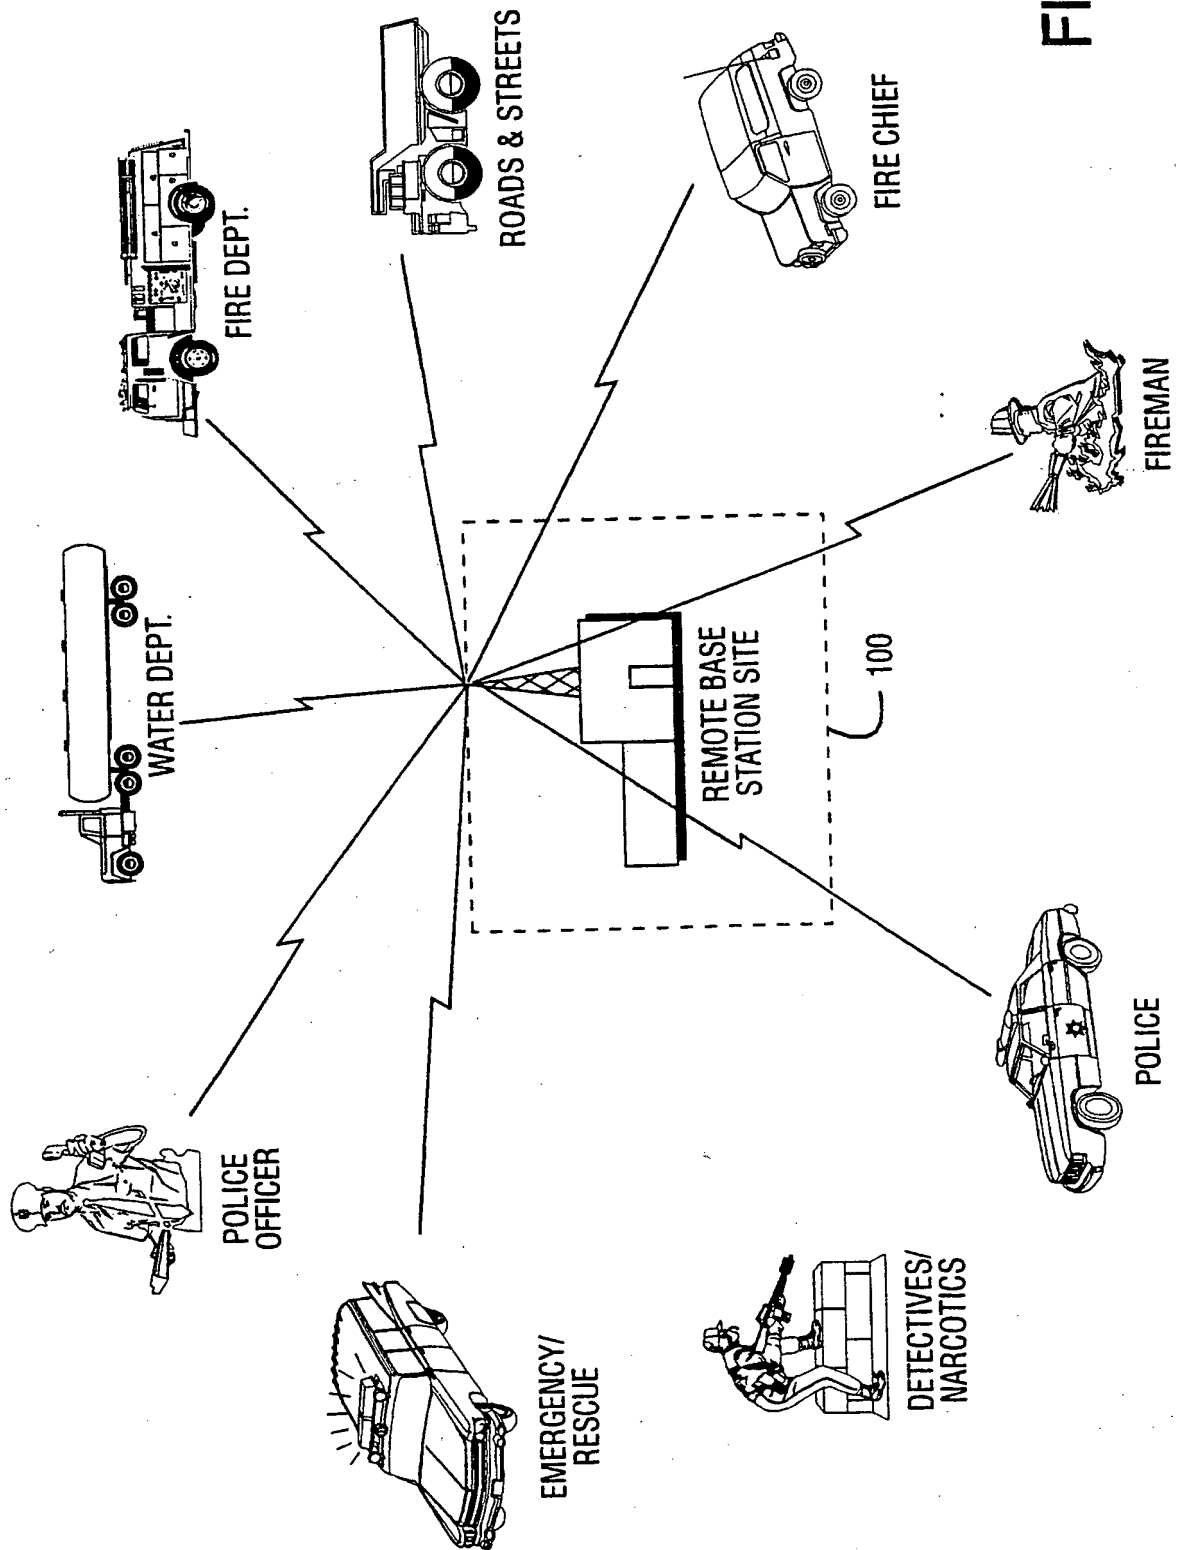 POLICE
OFFICER
WATER DEPT.
FIRE DEPT.
EMERGENCY/
RESCUE
ROADS & STREETS
REMOTE BASE
STATION SITE
100
DETECTIVES/
NARCOTICS
FIRE CHIEF
POLICE
FIREMAN